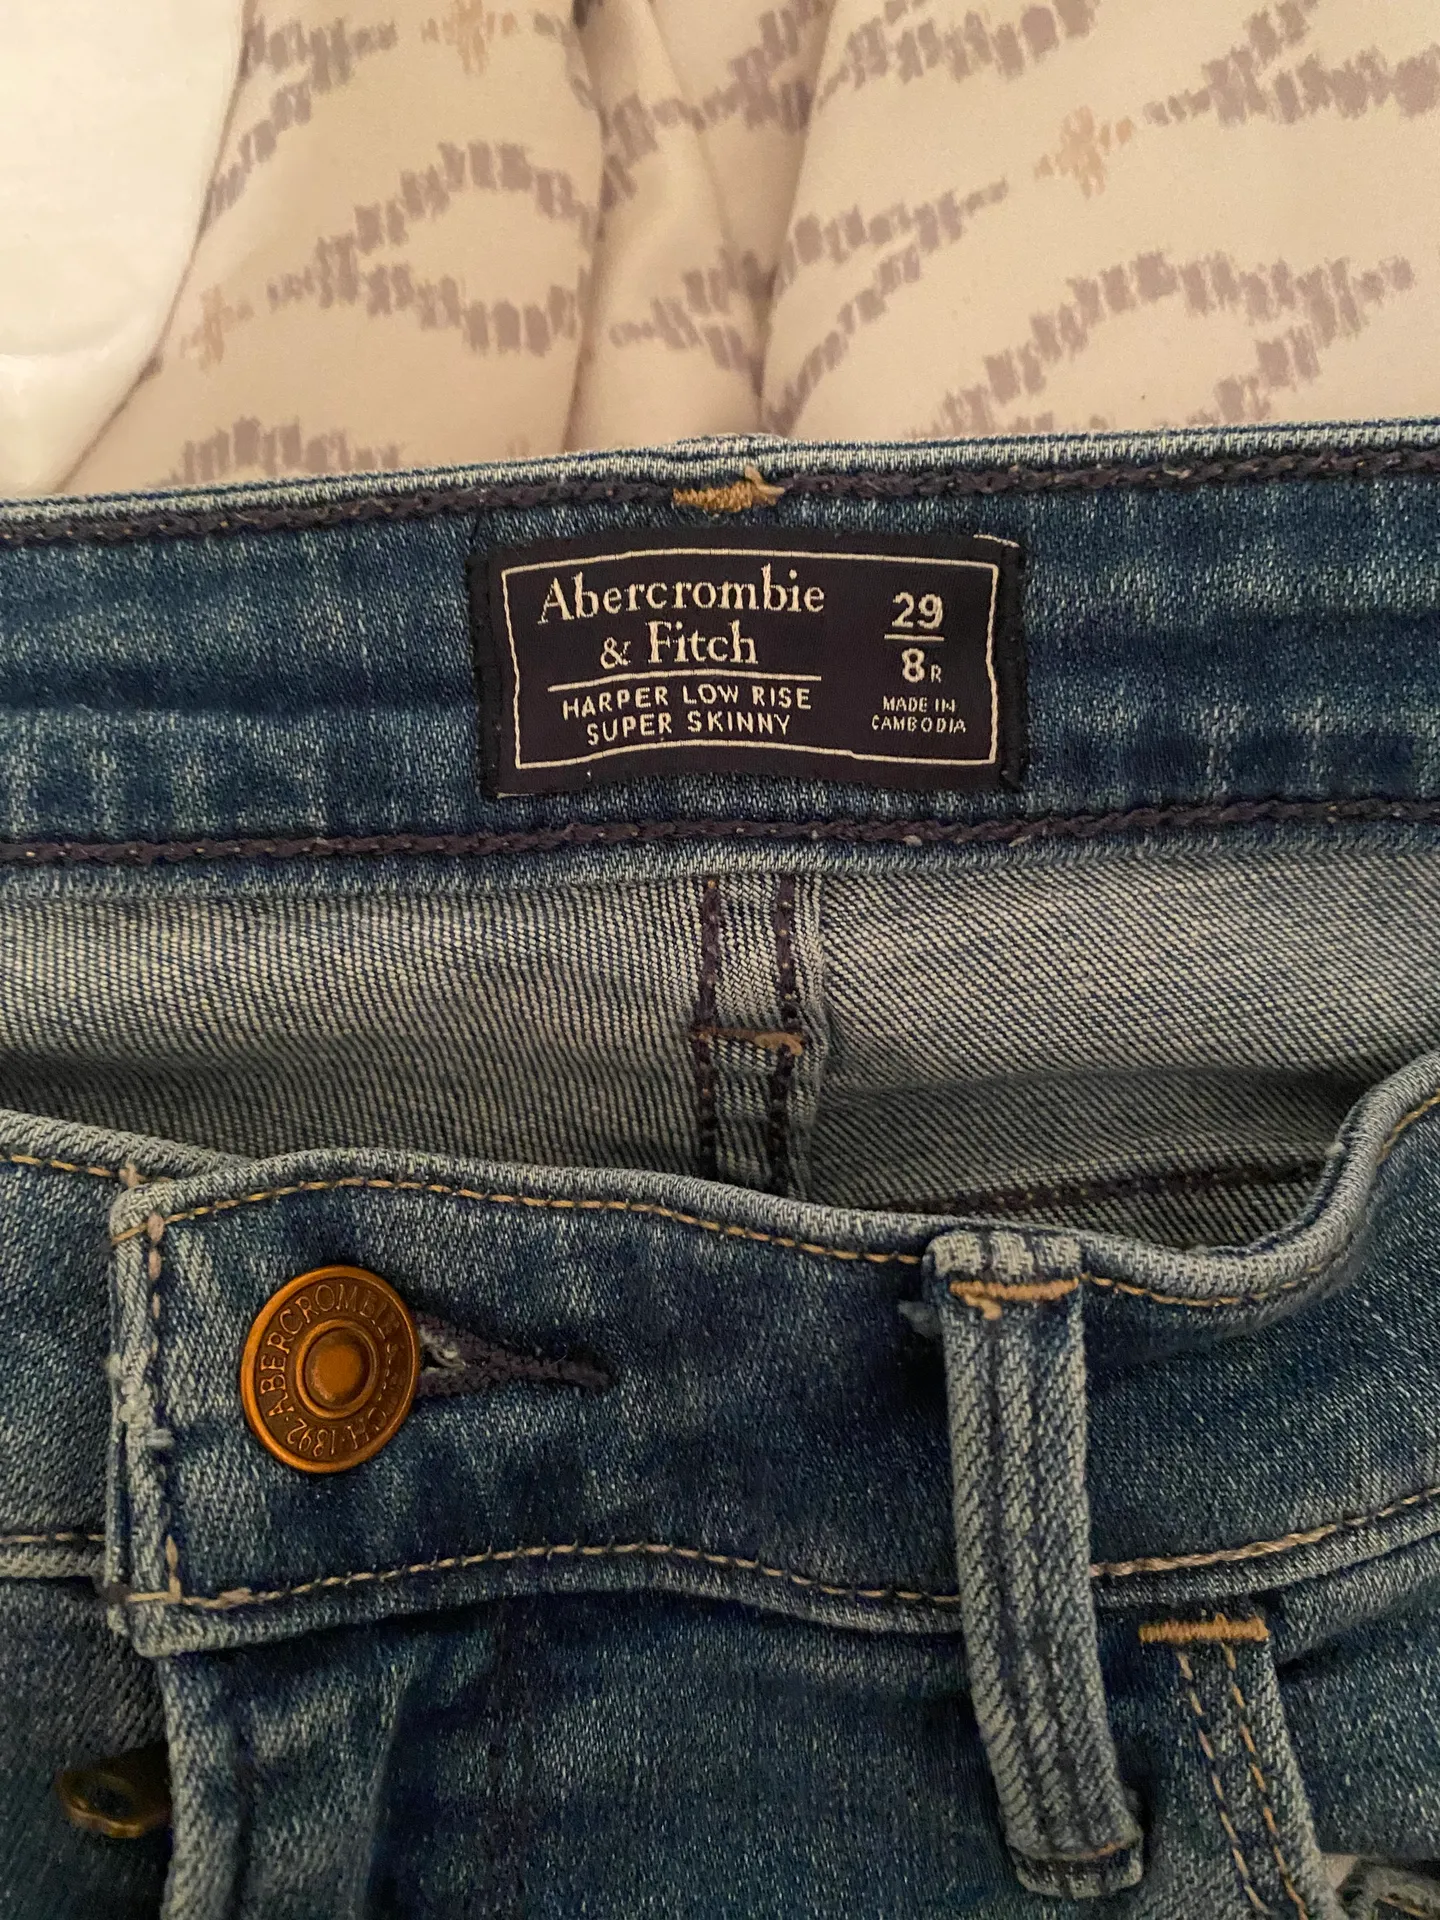 Abercrombie
& Fitch
HARPER LOW RISE
SUPER SKINNY
29
8R
MADE IN
CAMBODIA
ABERCROMBIE & FITCH · 1892 ·